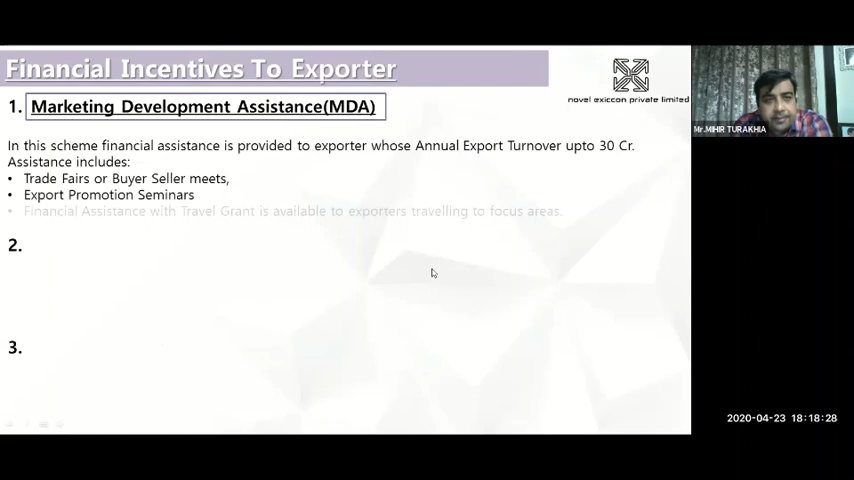 Financial Incentives To Exporter
1. Marketing Development Assistance(MDA)
novel exiccon private limited
Mr.MIHIR TURAKHIA
In this scheme financial assistance is provided to exporter whose Annual Export Turnover upto 30 Cr.
Assistance includes:
• Trade Fairs or Buyer Seller meets,
• Export Promotion Seminars
• Financial Assistance with Travel Grant is available to exporters travelling to focus areas.
2.
3.
2020-04-23 18:18:28